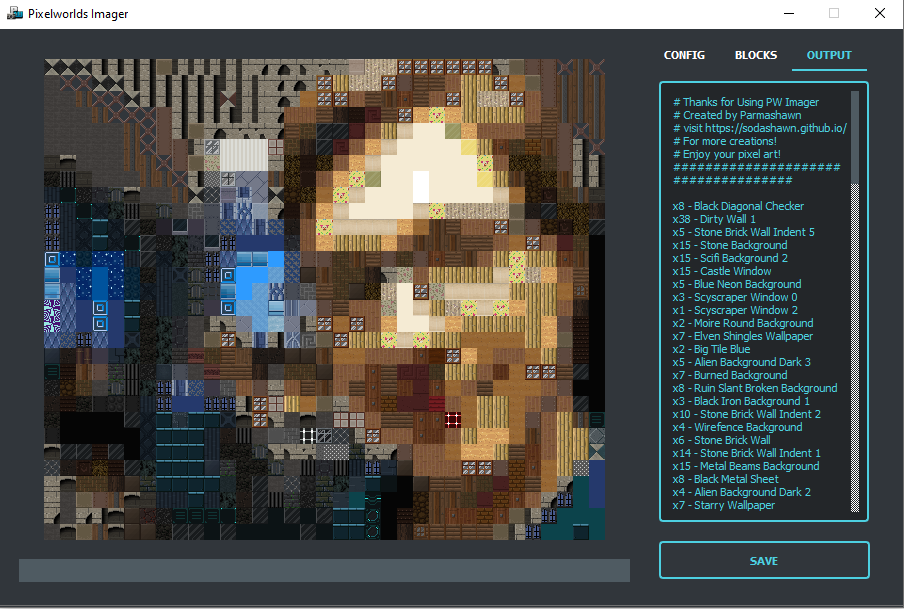 Pixelworlds Imager
CONFIG BLOCKS OUTPUT
# Thanks for Using PW Imager
# Created by Parmashawn
# visit https://sodashawn.github.io/
# For more creations!
# Enjoy your pixel art!
#####################
###############
x8 - Black Diagonal Checker
x38 - Dirty Wall 1
x5 - Stone Brick Wall Indent 5
x15 - Stone Background
x15 - Scifi Background 2
x15 - Castle Window
x5 - Blue Neon Background
x3 - Scyscraper Window 0
x1 - Scyscraper Window 2
x2 - Moire Round Background
x7 - Elven Shingles Wallpaper
x2 - Big Tile Blue
x5 - Alien Background Dark 3
x7 - Burned Background
x8 - Ruin Slant Broken Background
x3 - Black Iron Background 1
x10 - Stone Brick Wall Indent 2
x4 - Wirefence Background
x6 - Stone Brick Wall
x14 - Stone Brick Wall Indent 1
x15 - Metal Beams Background
x8 - Black Metal Sheet
x4 - Alien Background Dark 2
x7 - Starry Wallpaper
SAVE